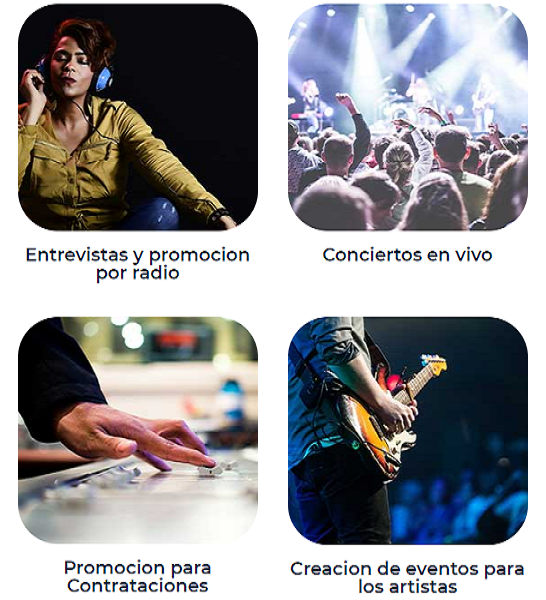 Entrevistas y promocion
por radio
Conciertos en vivo
Promocion para
Contrataciones
Creacion de eventos para
los artistas